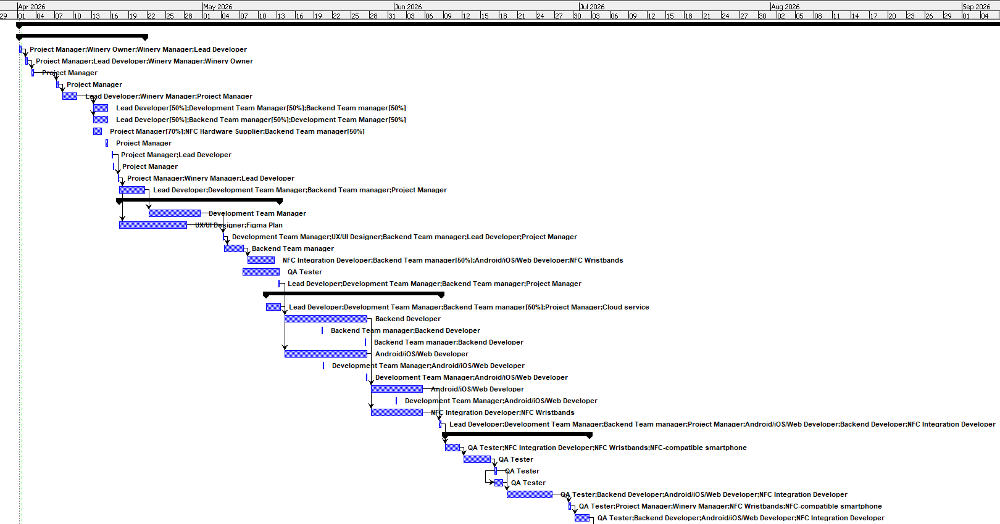 Apr 2026 May 2026 Jun 2026 Jul 2026 Aug 2026 Sep 2026
29 01 04 07 10 13 16 19 22 25 28 01 04 07 10 13 16 19 22 25 28 31 03 06 09 12 15 18 21 24 27 30 03 06 09 12 15 18 21 24 27 30 02 05 08 11 14 17 20 23 26 29 01 04
Project Manager;Winery Owner;Winery Manager;Lead Developer
Project Manager;Lead Developer;Winery Manager;Winery Owner
Project Manager
Project Manager
Lead Developer;Winery Manager;Project Manager
Lead Developer[50%];Development Team Manager[50%];Backend Team manager[50%]
Lead Developer[50%];Backend Team manager[50%];Development Team Manager[50%]
Project Manager[70%];NFC Hardware Supplier;Backend Team manager[50%]
Project Manager
Project Manager;Lead Developer
Project Manager
Project Manager;Winery Manager;Lead Developer
Lead Developer;Development Team Manager;Backend Team manager;Project Manager
Development Team Manager
UX/UI Designer;Figma Plan
Development Team Manager;UX/UI Designer;Backend Team manager;Lead Developer;Project Manager
Backend Team manager
NFC Integration Developer;Backend Team manager[50%];Android/iOS/Web Developer;NFC Wristbands
QA Tester
Lead Developer;Development Team Manager;Backend Team manager;Project Manager
Lead Developer;Development Team Manager;Backend Team manager[50%];Project Manager;Cloud service
Backend Developer
Backend Team manager;Backend Developer
Backend Team manager;Backend Developer
Android/iOS/Web Developer
Development Team Manager;Android/iOS/Web Developer
Development Team Manager;Android/iOS/Web Developer
Android/iOS/Web Developer
Development Team Manager;Android/iOS/Web Developer
NFC Integration Developer;NFC Wristbands
Lead Developer;Development Team Manager;Backend Team manager;Project Manager;Android/iOS/Web Developer;Backend Developer;NFC Integration Developer
QA Tester;NFC Integration Developer;NFC Wristbands;NFC-compatible smartphone
QA Tester
QA Tester
QA Tester
QA Tester;Backend Developer;Android/iOS/Web Developer;NFC Integration Developer
QA Tester;Project Manager;Winery Manager;NFC Wristbands;NFC-compatible smartphone
QA Tester;Backend Developer;Android/iOS/Web Developer;NFC Integration Developer